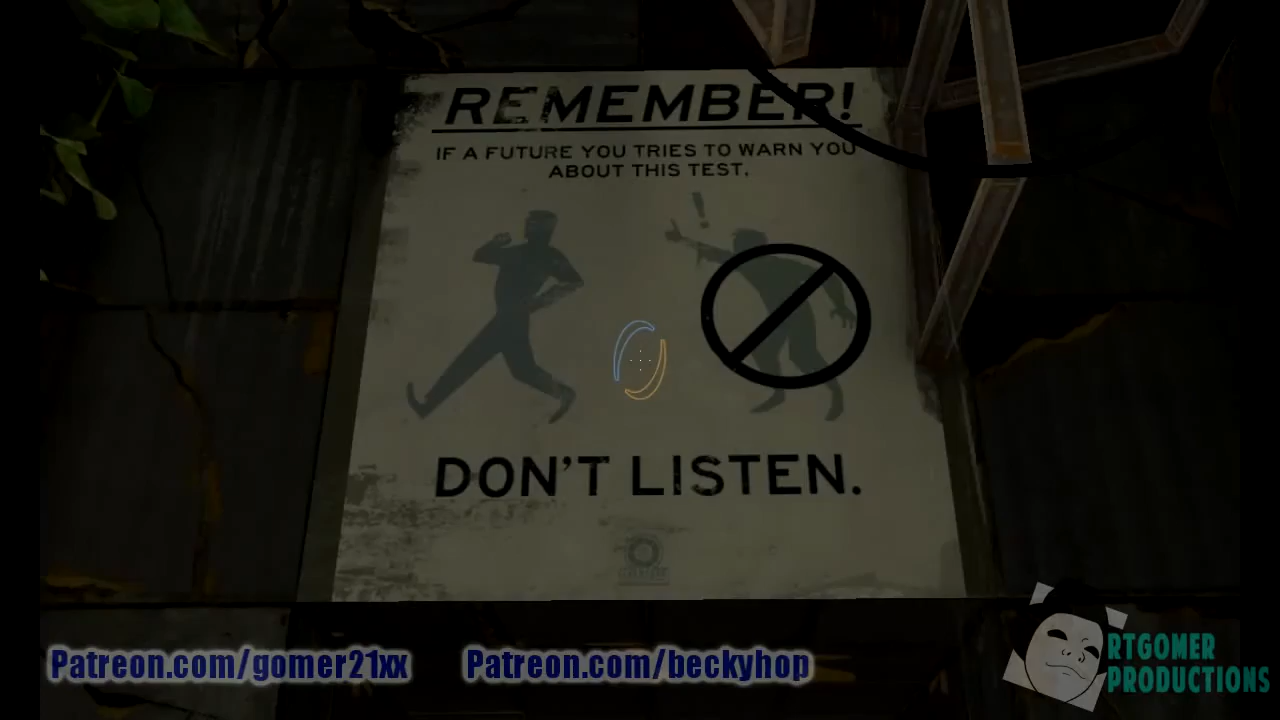 REMEMBER!
IF A FUTURE YOU TRIES TO WARN YOU
ABOUT THIS TEST,
DON'T LISTEN.
Patreon.com/gomer21xx
Patreon.com/beckyhop
RTGOMER
PRODUCTIONS